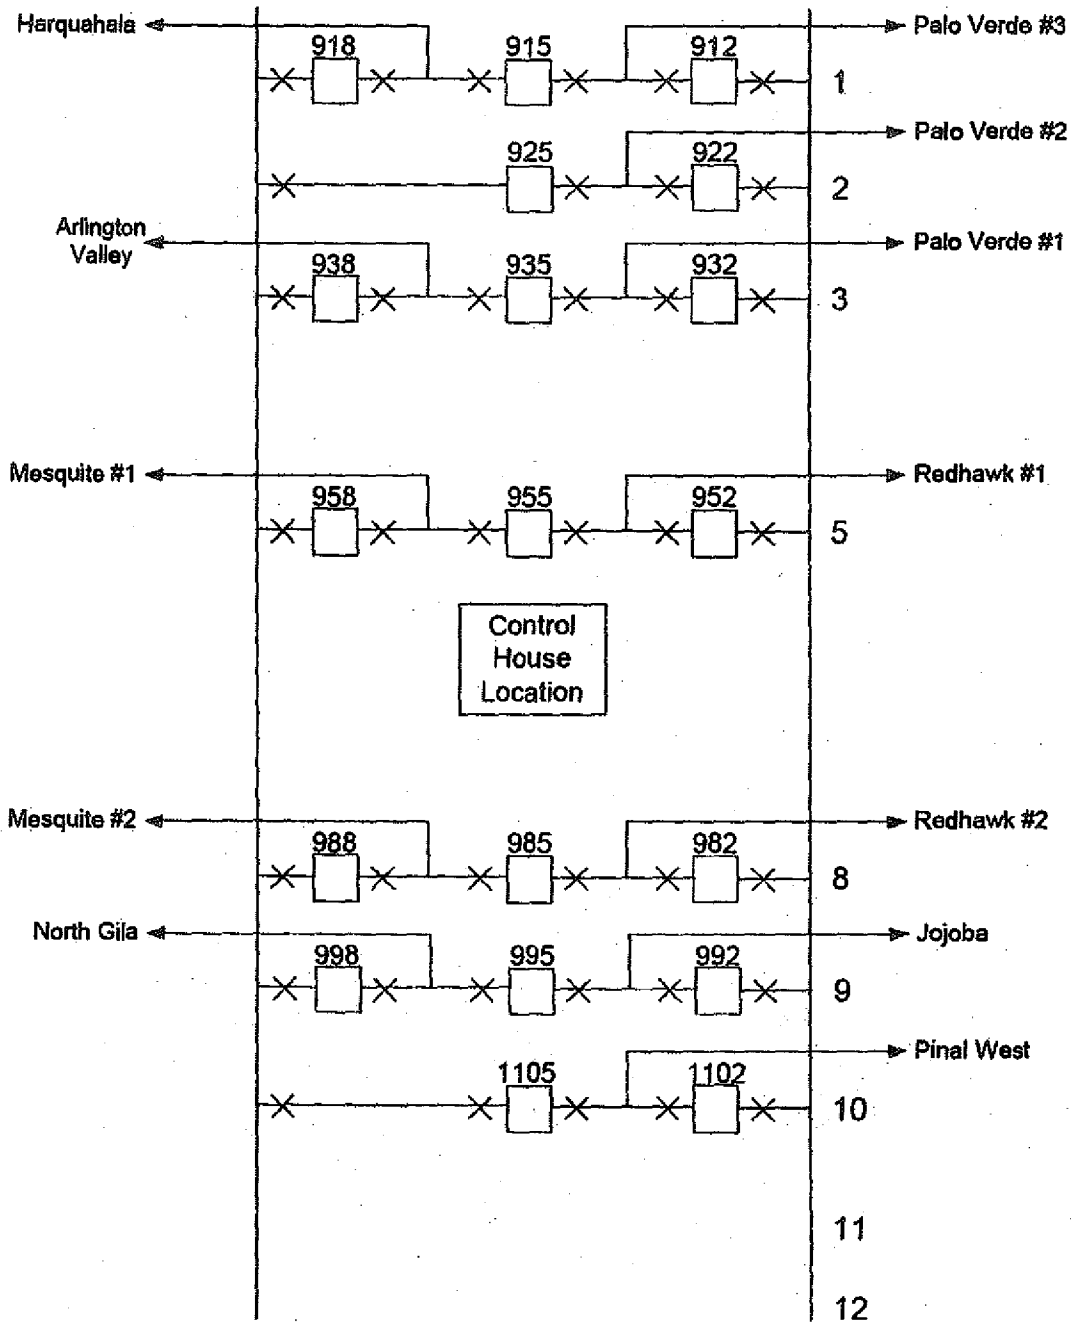 Harquahala
Palo Verde #3
918
915
912
1
Palo Verde #2
925
922
2
Arlington
Valley
Palo Verde #1
938
935
932
3
Mesquite #1
Redhawk #1
958
955
952
5
Control
House
Location
Mesquite #2
Redhawk #2
988
985
982
8
North Gila
Jojoba
998
995
992
9
Pinal West
1105
1102
10
11
12